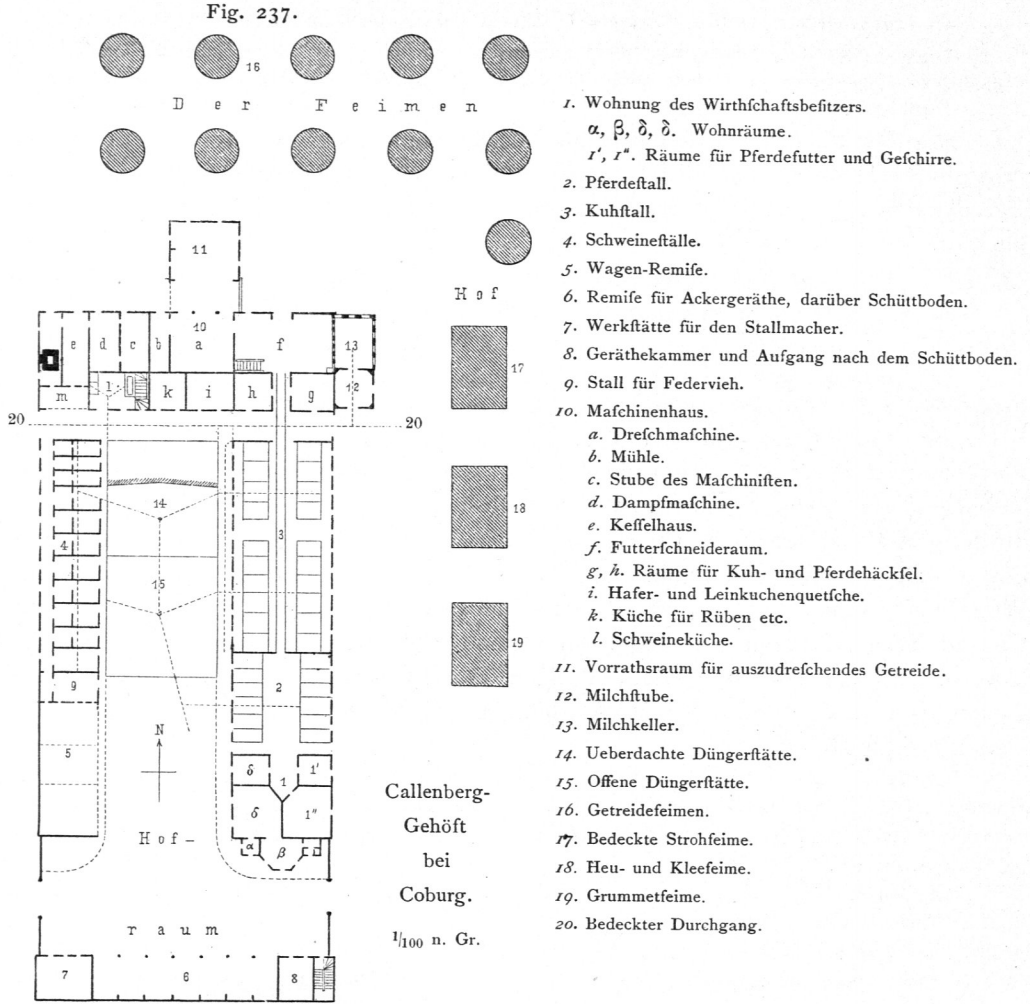 Fig. 237.
16
Der Feimen
11
Hof
10
e d c b a f 13
17
l k i h g 12
m
20 20
14
3
18
4
15
19
9
2
N
5
δ 1 1'
δ 1"
Hof
α β
raum
7 6 8
Callenberg-
Gehöft
bei
Coburg.
1/100 n. Gr.
1. Wohnung des Wirthſchaftsbeſitzers.
α, β, δ, δ. Wohnräume.
1', 1". Räume für Pferdefutter und Geſchirre.
2. Pferdeſtall.
3. Kuhſtall.
4. Schweineſtälle.
5. Wagen-Remiſe.
6. Remiſe für Ackergeräthe, darüber Schüttboden.
7. Werkſtätte für den Stallmacher.
8. Geräthekammer und Aufgang nach dem Schüttboden.
9. Stall für Federvieh.
10. Maſchinenhaus.
a. Dreſchmaſchine.
b. Mühle.
c. Stube des Maſchiniſten.
d. Dampfmaſchine.
e. Keſſelhaus.
f. Futterſchneideraum.
g, h. Räume für Kuh- und Pferdehäckſel.
i. Hafer- und Leinkuchenquetſche.
k. Küche für Rüben etc.
l. Schweineküche.
11. Vorrathsraum für auszudreſchendes Getreide.
12. Milchſtube.
13. Milchkeller.
14. Ueberdachte Düngerſtätte.
15. Offene Düngerſtätte.
16. Getreidefeimen.
17. Bedeckte Strohfeime.
18. Heu- und Kleefeime.
19. Grummetfeime.
20. Bedeckter Durchgang.